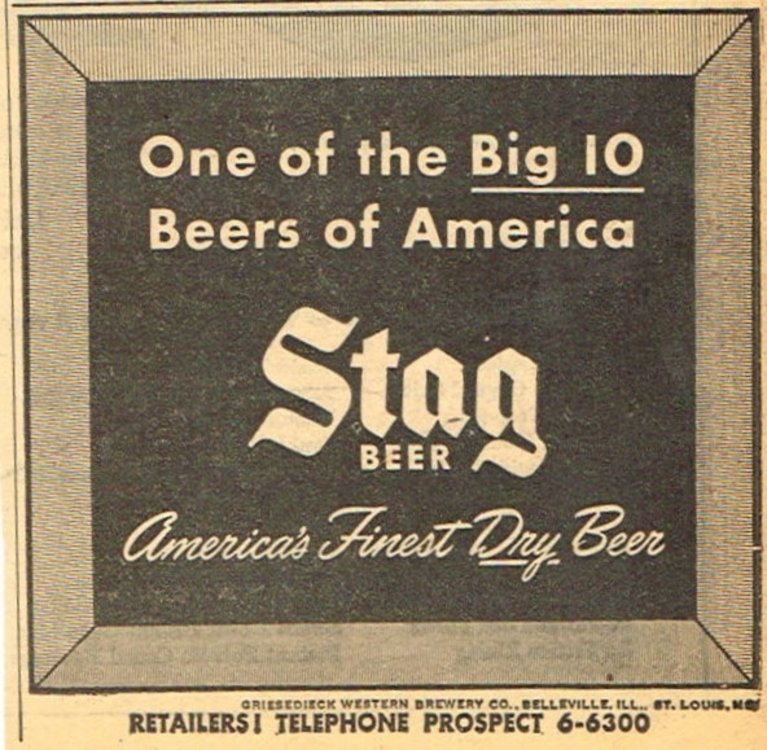 One of the Big 10
Beers of America
Stag
BEER
America's Finest Dry Beer
GRIESEDIECK WESTERN BREWERY CO., BELLEVILLE, ILL., ST. LOUIS, MO.
RETAILERS! TELEPHONE PROSPECT 6-6300